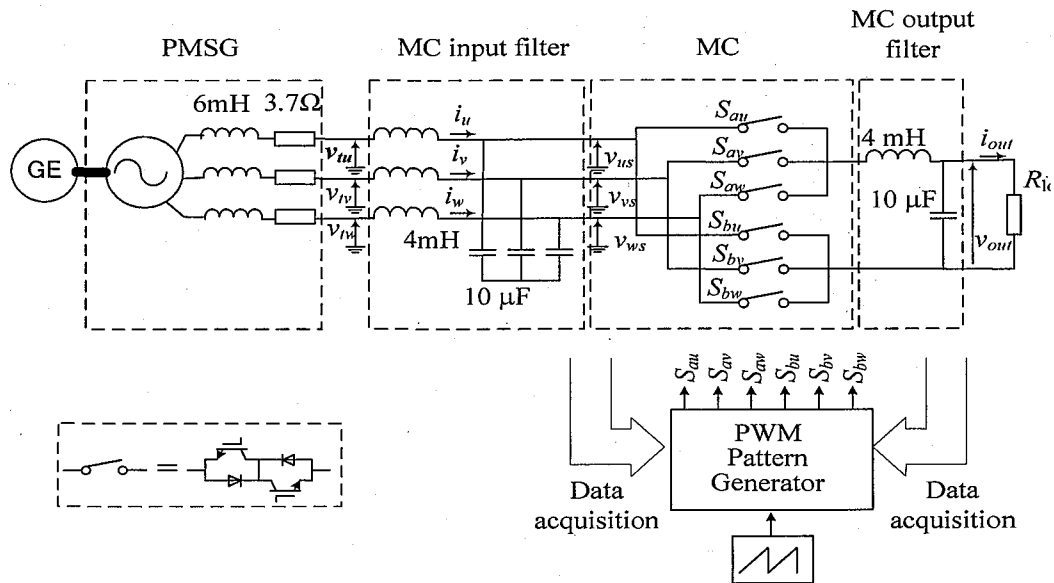 PMSG
MC input filter
MC
MC output
filter
6mH 3.7Ω
GE
v_tu
v_tv
v_tw
i_u
i_v
i_w
4mH
10 μF
v_us
v_vs
v_ws
S_au
S_av
S_aw
S_bu
S_bv
S_bw
4 mH
10 μF
i_out
v_out
S_au
S_av
S_aw
S_bu
S_bv
S_bw
PWM
Pattern
Generator
Data
acquisition
Data
acquisition
=